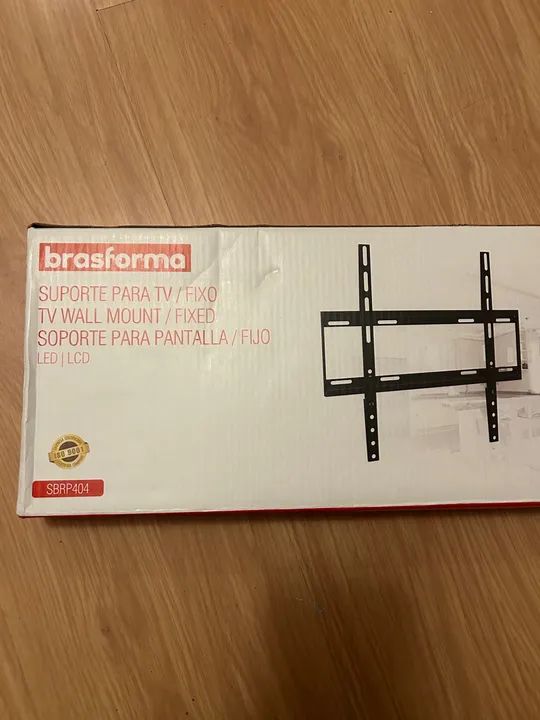 brasforma
SUPORTE PARA TV / FIXO
TV WALL MOUNT / FIXED
SOPORTE PARA PANTALLA / FIJO
LED | LCD
ISO 9001
SBRP404